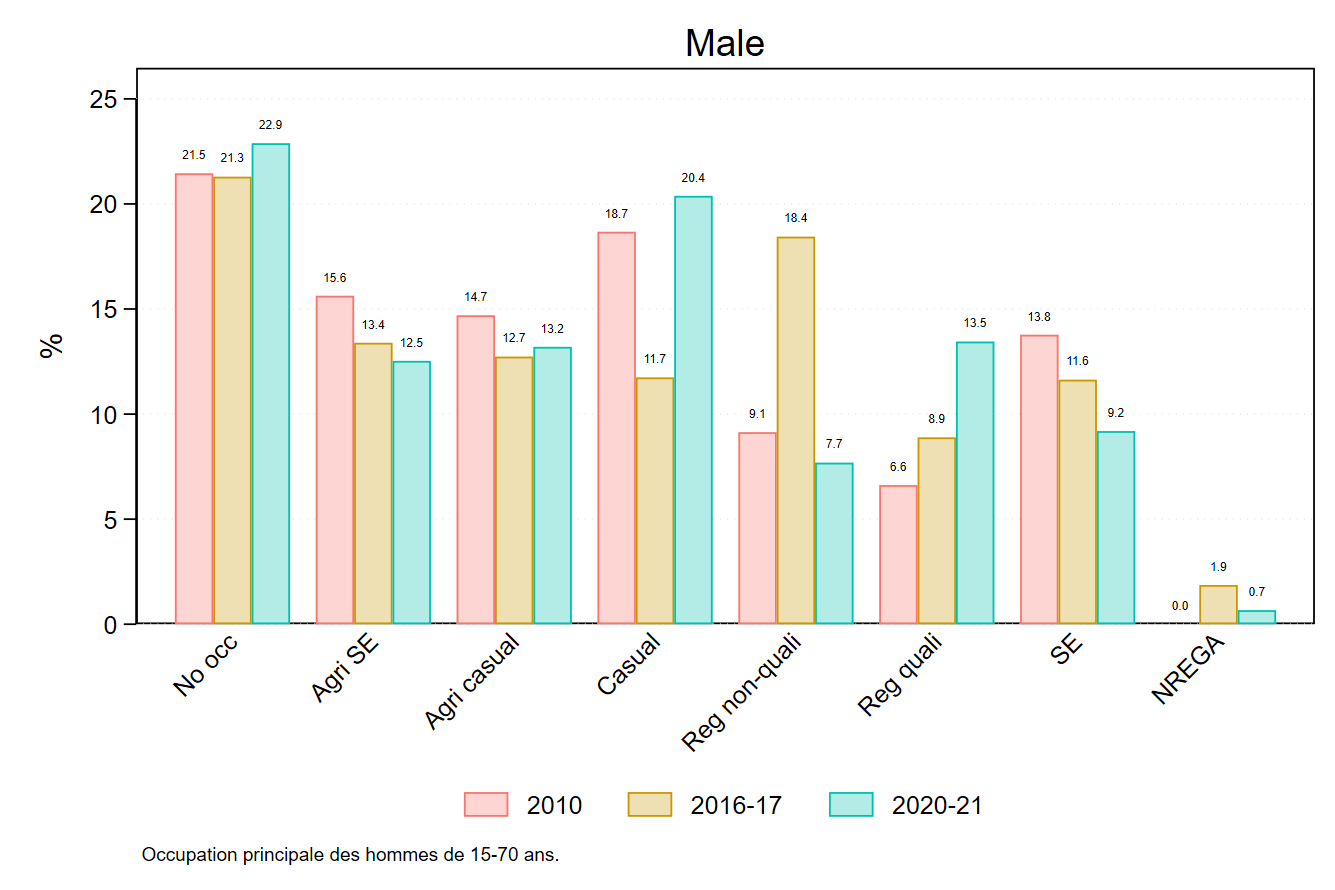 Male
%
25
20
15
10
5
0
21.5 21.3 22.9
15.6 13.4 12.5
14.7 12.7 13.2
18.7 11.7 20.4
9.1 18.4 7.7
6.6 8.9 13.5
13.8 11.6 9.2
0.0 1.9 0.7
No occ
Agri SE
Agri casual
Casual
Reg non-quali
Reg quali
SE
NREGA
2010 2016-17 2020-21
Occupation principale des hommes de 15-70 ans.